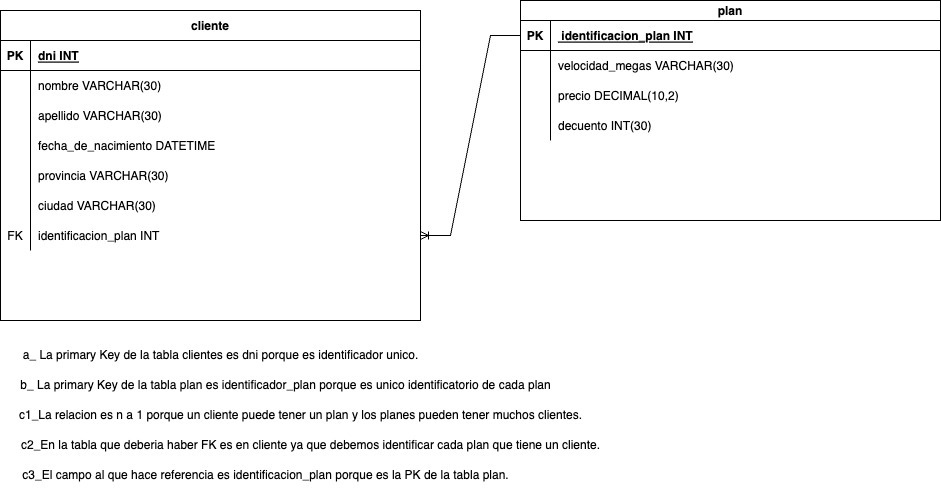 cliente
PK dni INT
nombre VARCHAR(30)
apellido VARCHAR(30)
fecha_de_nacimiento DATETIME
provincia VARCHAR(30)
ciudad VARCHAR(30)
FK identificacion_plan INT
plan
PK identificacion_plan INT
velocidad_megas VARCHAR(30)
precio DECIMAL(10,2)
decuento INT(30)
a_ La primary Key de la tabla clientes es dni porque es identificador unico.
b_ La primary Key de la tabla plan es identificador_plan porque es unico identificatorio de cada plan
c1_La relacion es n a 1 porque un cliente puede tener un plan y los planes pueden tener muchos clientes.
c2_En la tabla que deberia haber FK es en cliente ya que debemos identificar cada plan que tiene un cliente.
c3_El campo al que hace referencia es identificacion_plan porque es la PK de la tabla plan.